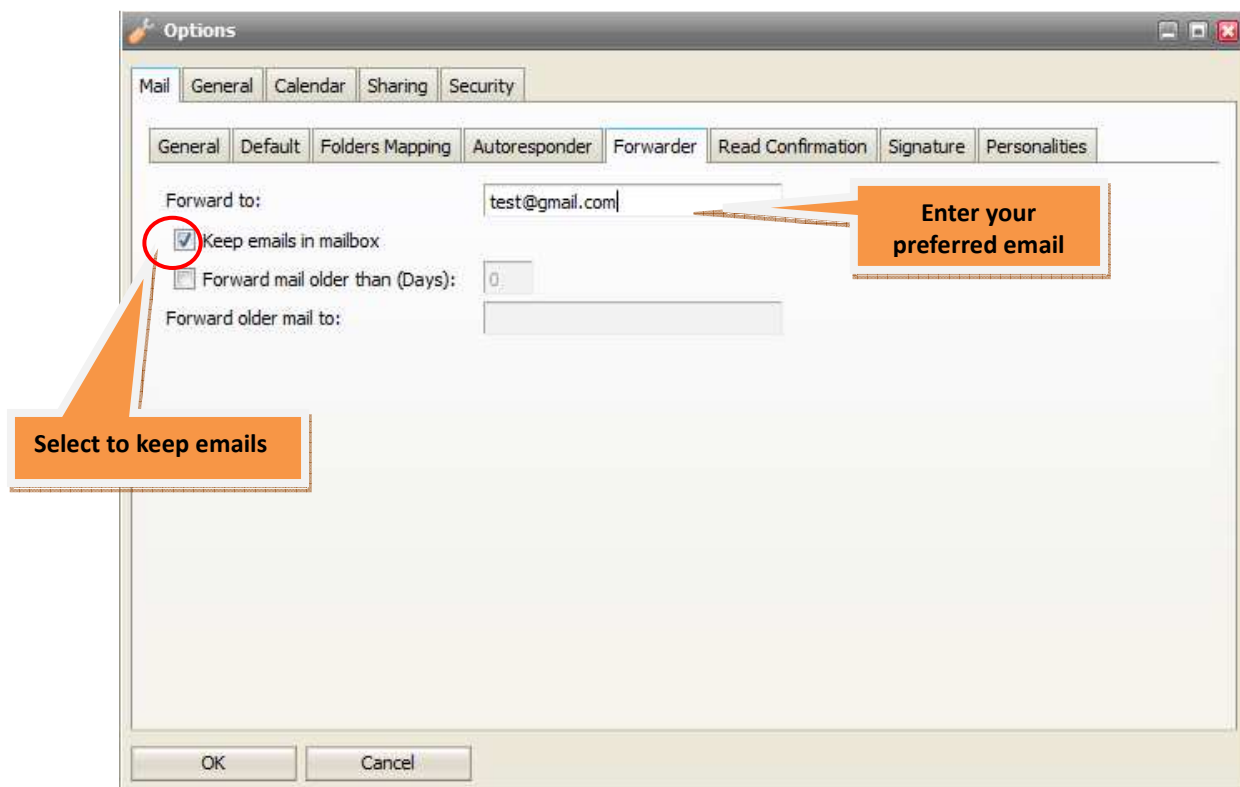 Options
Mail General Calendar Sharing Security
General Default Folders Mapping Autoresponder Forwarder Read Confirmation Signature Personalities
Forward to: test@gmail.com
Enter your
preferred email
Keep emails in mailbox
Forward mail older than (Days): 0
Forward older mail to:
Select to keep emails
OK Cancel